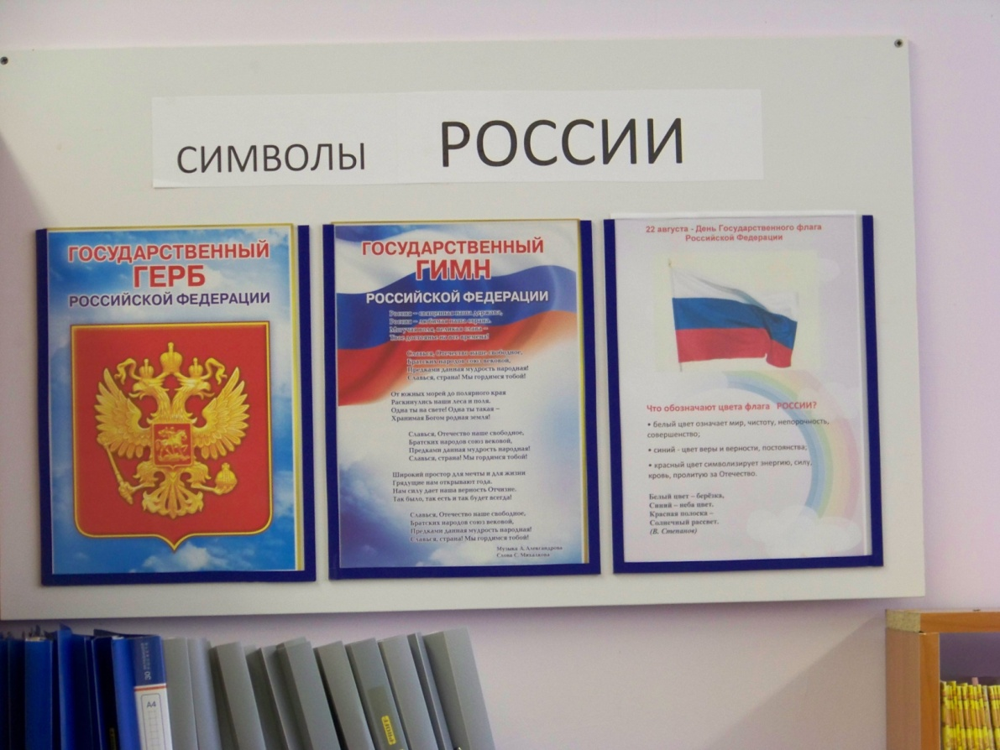 СИМВОЛЫ РОССИИ
ГОСУДАРСТВЕННЫЙ
ГЕРБ
РОССИЙСКОЙ ФЕДЕРАЦИИ
ГОСУДАРСТВЕННЫЙ
ГИМН
РОССИЙСКОЙ ФЕДЕРАЦИИ
Россия – священная наша держава,
Россия – любимая наша страна.
Могучая воля, великая слава –
Твое достоянье на все времена!
Славься, Отечество наше свободное,
Братских народов союз вековой,
Предками данная мудрость народная!
Славься, страна! Мы гордимся тобой!
От южных морей до полярного края
Раскинулись наши леса и поля.
Одна ты на свете! Одна ты такая –
Хранимая Богом родная земля!
Славься, Отечество наше свободное,
Братских народов союз вековой,
Предками данная мудрость народная!
Славься, страна! Мы гордимся тобой!
Широкий простор для мечты и для жизни
Грядущие нам открывают года.
Нам силу дает наша верность Отчизне.
Так было, так есть и так будет всегда!
Славься, Отечество наше свободное,
Братских народов союз вековой,
Предками данная мудрость народная!
Славься, страна! Мы гордимся тобой!
Музыка А. Александрова
Слова С. Михалкова
22 августа - День Государственного флага
Российской Федерации
Что обозначают цвета флага РОССИИ?
• белый цвет означает мир, чистоту, непорочность,
совершенство;
• синий - цвет веры и верности, постоянства;
• красный цвет символизирует энергию, силу,
кровь, пролитую за Отечество.
Белый цвет – берёзка,
Синий – неба цвет.
Красная полоска –
Солнечный рассвет.
(В. Степанов)
30
A4